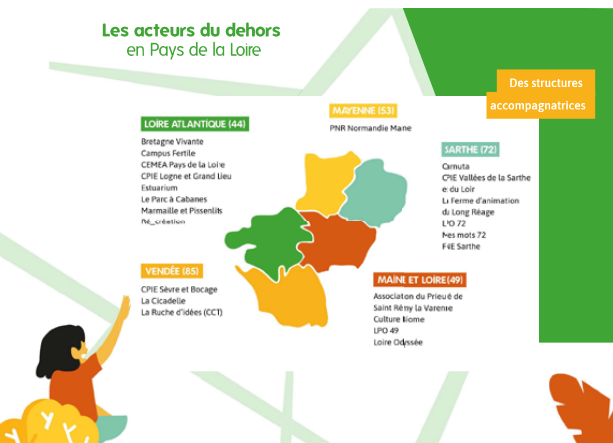 Les acteurs du dehors
en Pays de la Loire
Des structures
accompagnatrices
MAYENNE (53)
PNR Normandie Mane
LOIRE ATLANTIQUE (44)
Bretagne Vivante
Campus Fertile
CEMEA Pays de la Loire
CPIE Logne et Grand Lieu
Estuarium
Le Parc à Cabanes
Marmaille et Pissenlits
Ré_création
SARTHE (72)
Carnuta
CPIE Vallées de la Sarthe
e du Loir
La Ferme d'animation
du Long Réage
LPO 72
Mes mots 72
FNE Sarthe
VENDÉE (85)
CPIE Sèvre et Bocage
La Cicadelle
La Ruche d'idées (CCT)
MAINE ET LOIRE (49)
Association du Prieuré de
Saint Rémy la Varenne
Culture Biome
LPO 49
Loire Odyssée